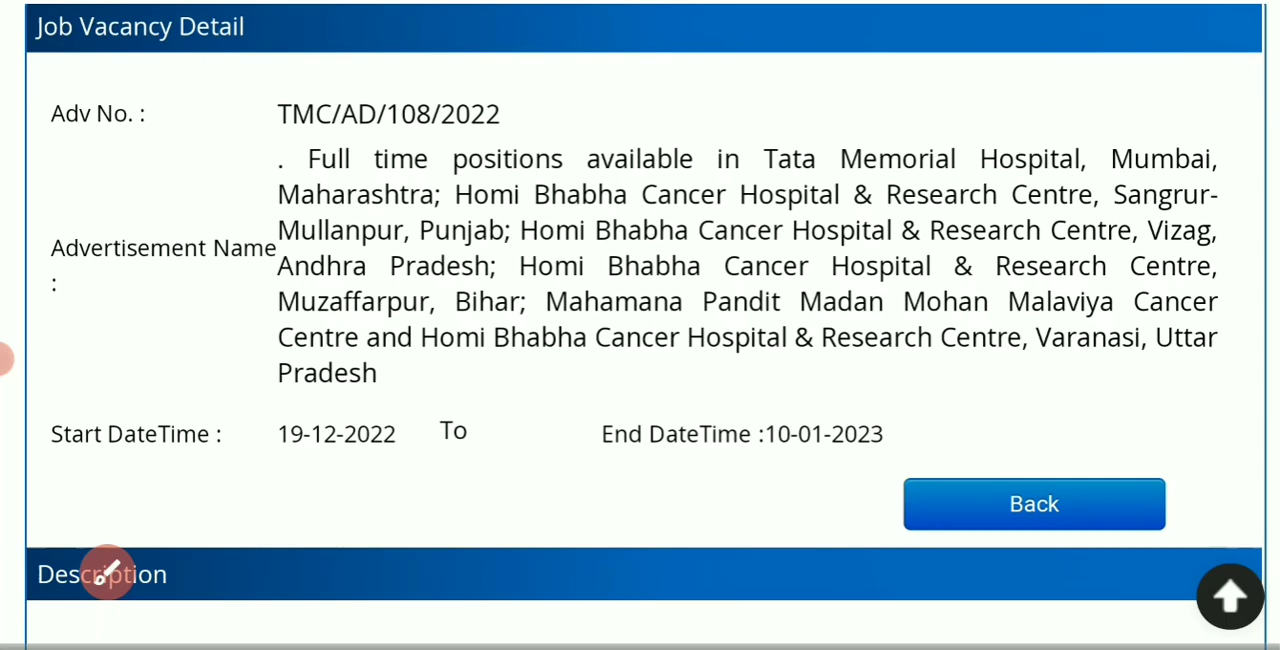 Job Vacancy Detail
Adv No. :
TMC/AD/108/2022
Advertisement Name
:
. Full time positions available in Tata Memorial Hospital, Mumbai,
Maharashtra; Homi Bhabha Cancer Hospital & Research Centre, Sangrur-
Mullanpur, Punjab; Homi Bhabha Cancer Hospital & Research Centre, Vizag,
Andhra Pradesh; Homi Bhabha Cancer Hospital & Research Centre,
Muzaffarpur, Bihar; Mahamana Pandit Madan Mohan Malaviya Cancer
Centre and Homi Bhabha Cancer Hospital & Research Centre, Varanasi, Uttar
Pradesh
Start DateTime : 19-12-2022 To End DateTime :10-01-2023
Back
Description